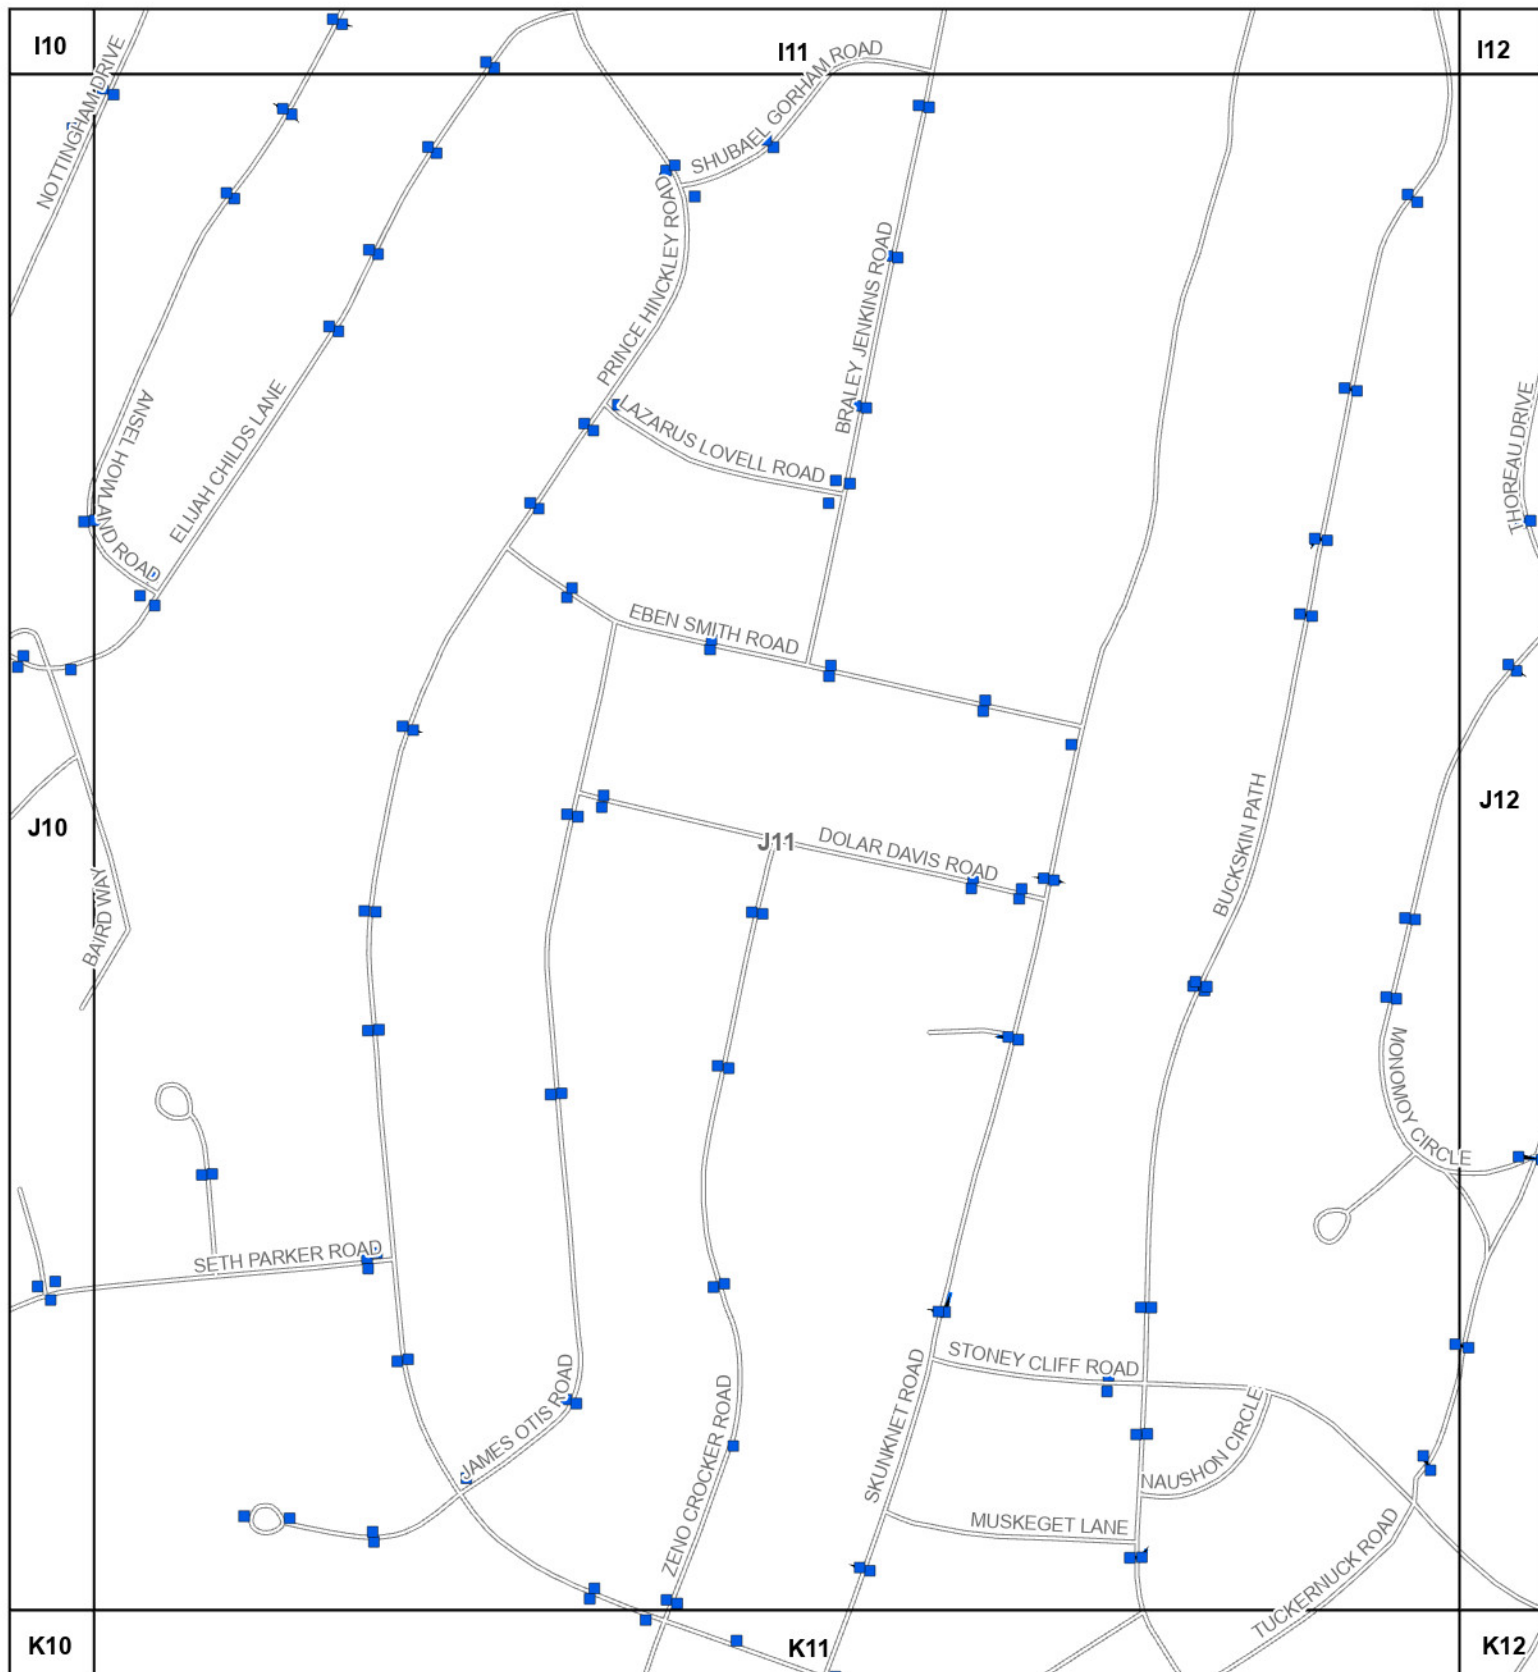 I10
I11
I12
NOTTINGHAM DRIVE
SHUBAEL GORHAM ROAD
PRINCE HINCKLEY ROAD
BRALEY JENKINS ROAD
ANSEL HOWLAND ROAD
ELIJAH CHILDS LANE
LAZARUS LOVELL ROAD
THOREAU DRIVE
EBEN SMITH ROAD
J10
J11
J12
DOLAR DAVIS ROAD
BUCKSKIN PATH
BAIRD WAY
MONOMOY CIRCLE
SETH PARKER ROAD
STONEY CLIFF ROAD
JAMES OTIS ROAD
ZENO CROCKER ROAD
SKUNKNET ROAD
NAUSHON CIRCLE
MUSKEGET LANE
TUCKERNUCK ROAD
K10
K11
K12